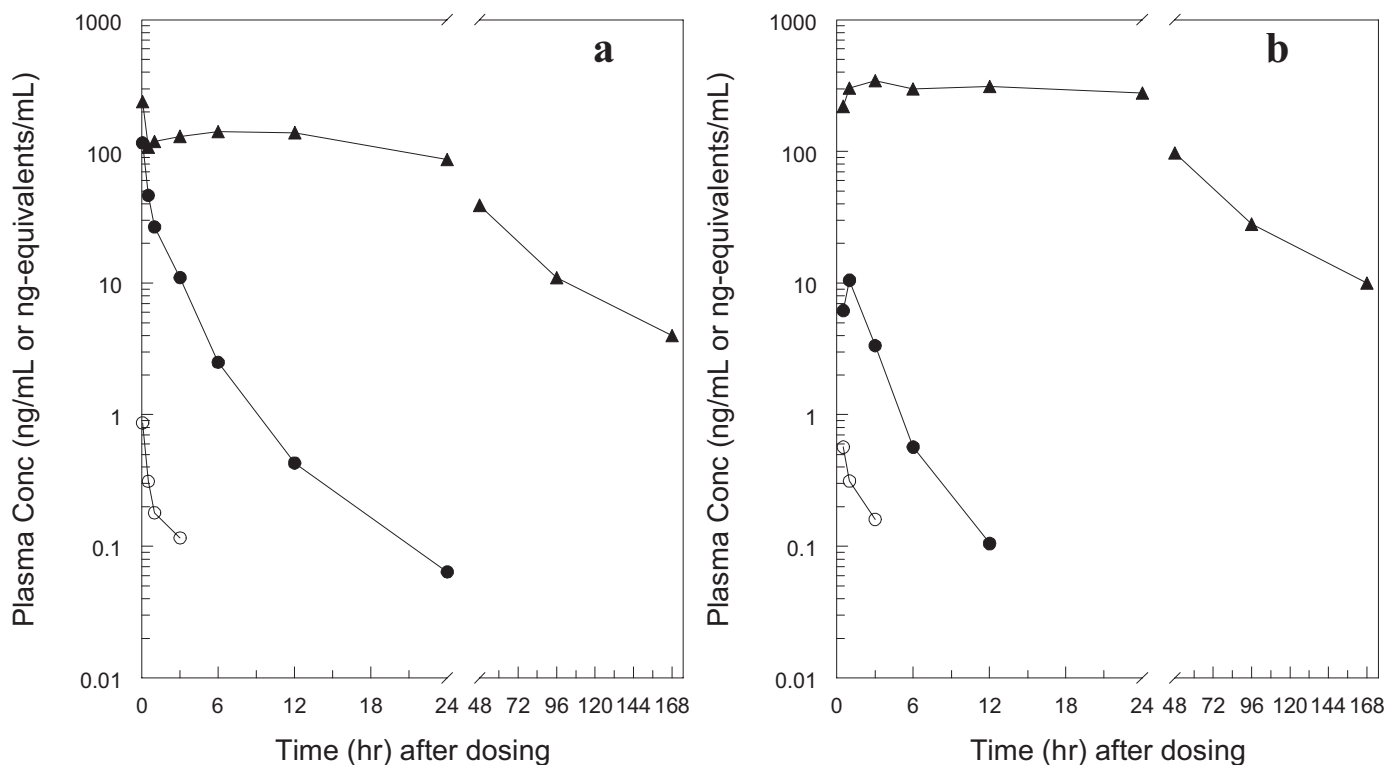 a
Plasma Conc (ng/mL or ng-equivalents/mL)
1000
100
10
1
0.1
0.01
0 6 12 18 24 48 72 96 120 144 168
Time (hr) after dosing
b
Plasma Conc (ng/mL or ng-equivalents/mL)
1000
100
10
1
0.1
0.01
0 6 12 18 24 48 72 96 120 144 168
Time (hr) after dosing